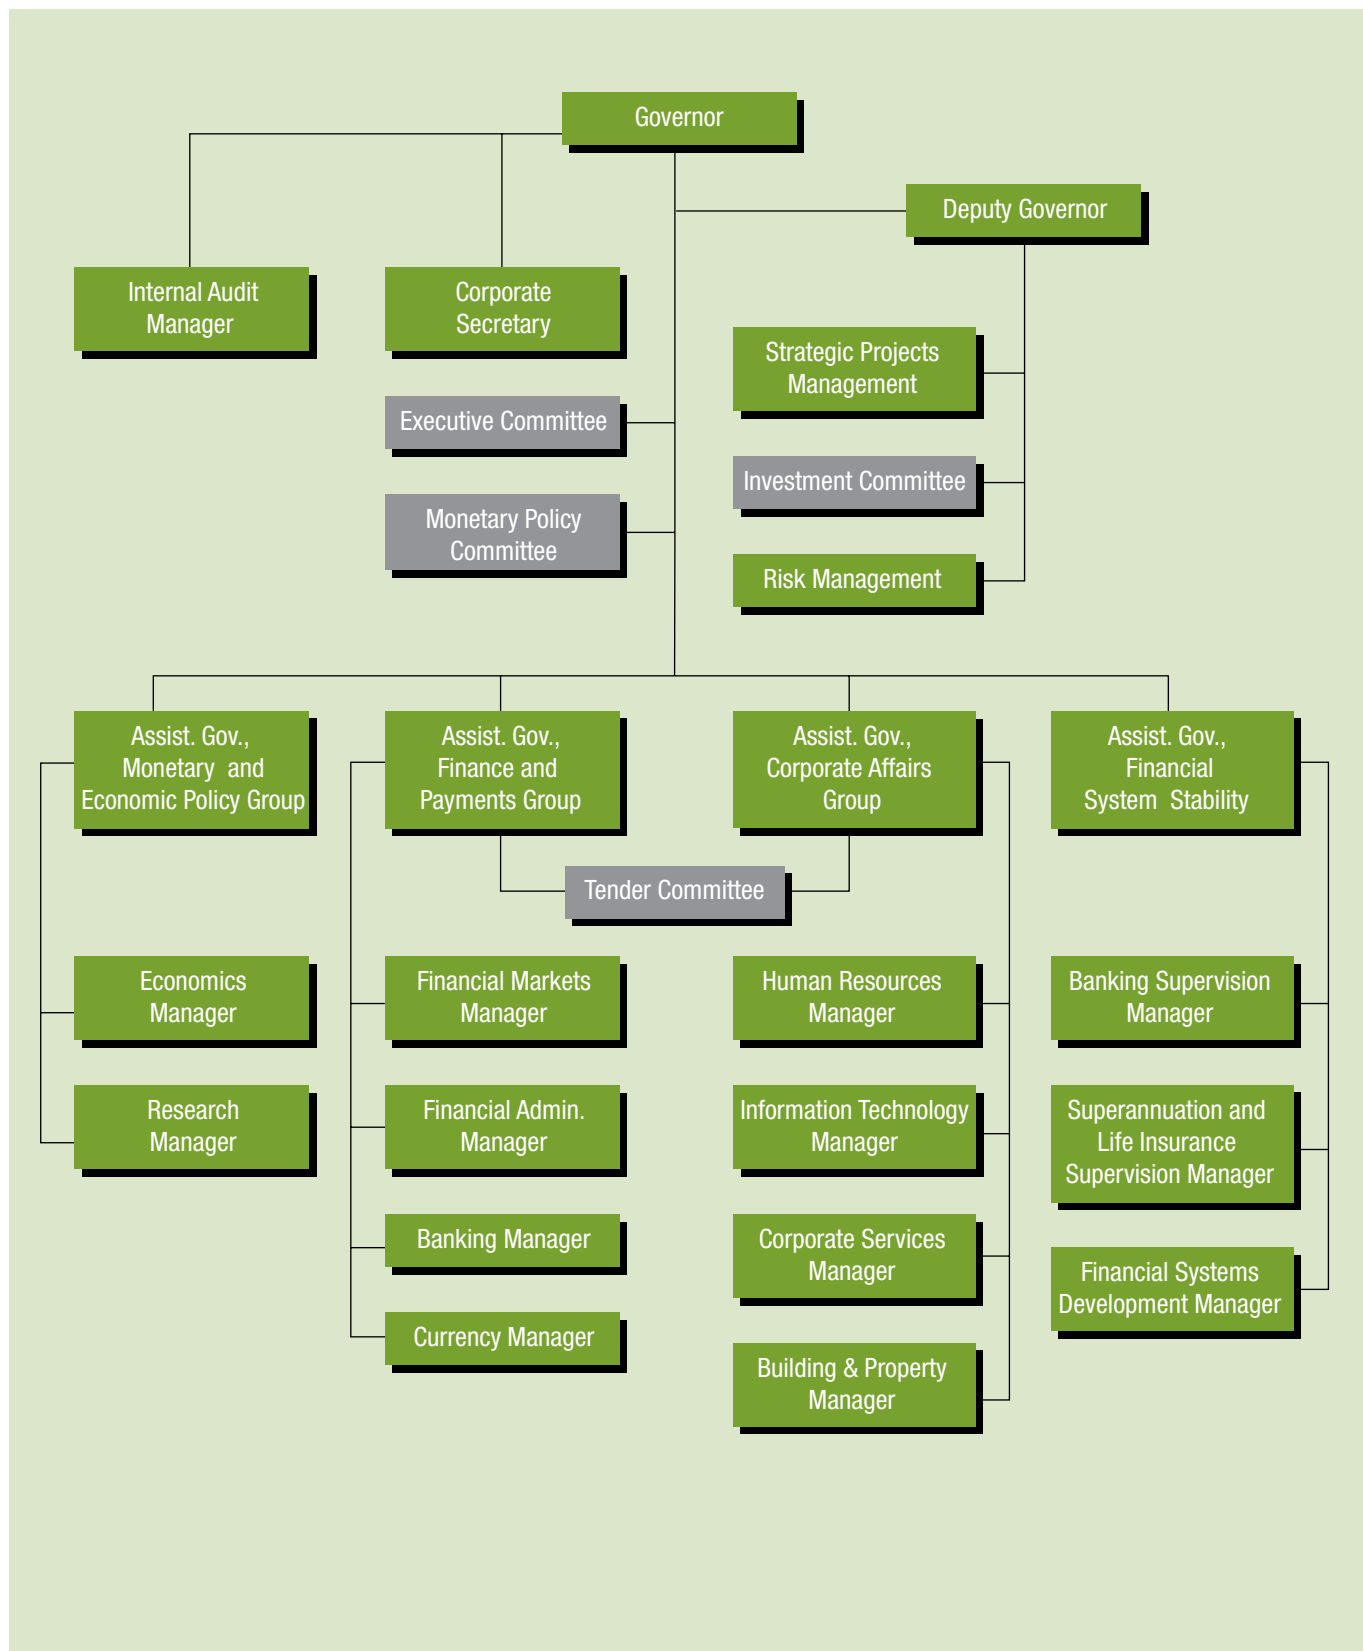 Governor
Deputy Governor
Internal Audit
Manager
Corporate
Secretary
Strategic Projects
Management
Executive Committee
Investment Committee
Monetary Policy
Committee
Risk Management
Assist. Gov.,
Monetary and
Economic Policy Group
Assist. Gov.,
Finance and
Payments Group
Assist. Gov.,
Corporate Affairs
Group
Assist. Gov.,
Financial
System Stability
Tender Committee
Economics
Manager
Financial Markets
Manager
Human Resources
Manager
Banking Supervision
Manager
Research
Manager
Financial Admin.
Manager
Information Technology
Manager
Superannuation and
Life Insurance
Supervision Manager
Banking Manager
Corporate Services
Manager
Financial Systems
Development Manager
Currency Manager
Building & Property
Manager